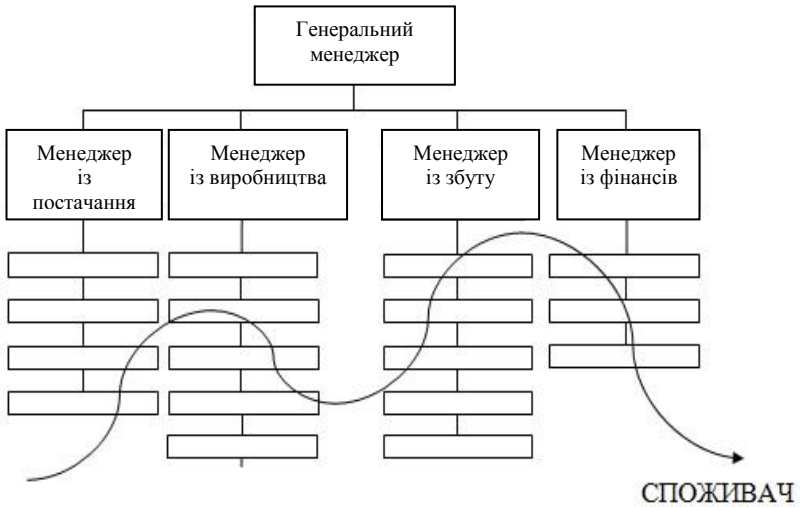 Генеральний
менеджер
Менеджер
із
постачання
Менеджер
із виробництва
Менеджер
із збуту
Менеджер
із фінансів
СПОЖИВАЧ